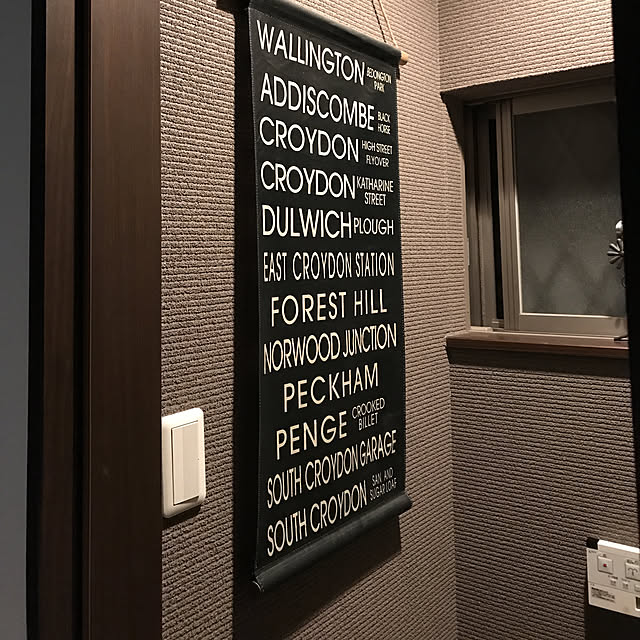 WALLINGTON BEDDINGTON PARK
ADDISCOMBE BLACK HORSE
CROYDON HIGH STREET FLYOVER
CROYDON KATHARINE STREET
DULWICH PLOUGH
EAST CROYDON STATION
FOREST HILL
NORWOOD JUNCTION
PECKHAM
PENGE CROOKED BILLET
SOUTH CROYDON GARAGE
SOUTH CROYDON SAN AND SUGAR LOAF